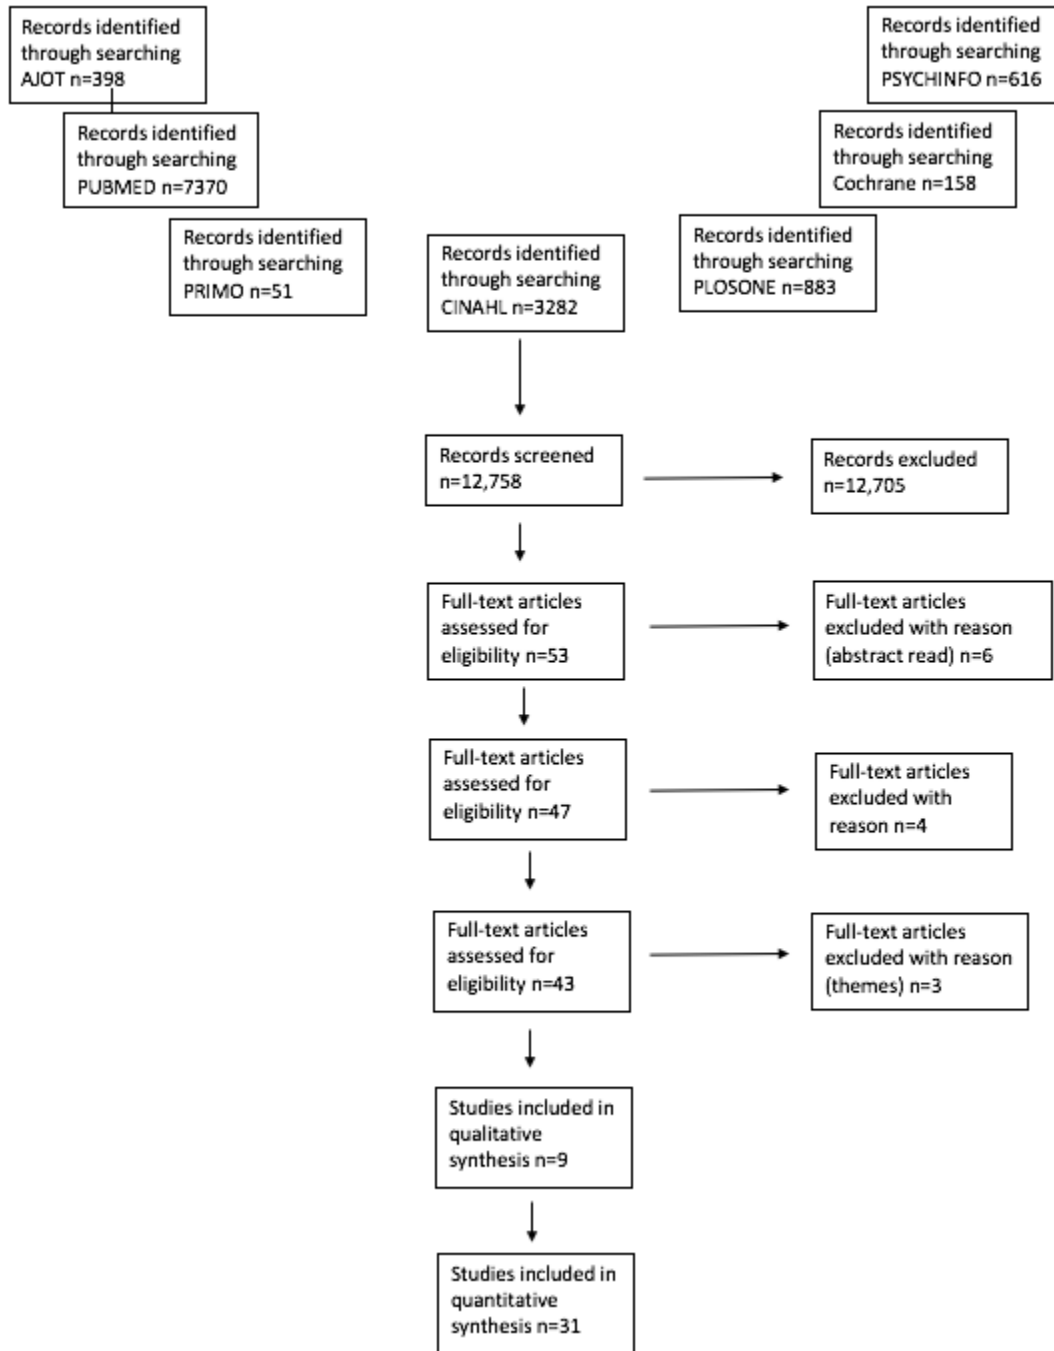 Records identified
through searching
AJOT n=398
Records identified
through searching
PSYCHINFO n=616
Records identified
through searching
PUBMED n=7370
Records identified
through searching
Cochrane n=158
Records identified
through searching
PRIMO n=51
Records identified
through searching
CINAHL n=3282
Records identified
through searching
PLOSONE n=883
Records screened
n=12,758
Records excluded
n=12,705
Full-text articles
assessed for
eligibility n=53
Full-text articles
excluded with reason
(abstract read) n=6
Full-text articles
assessed for
eligibility n=47
Full-text articles
excluded with
reason n=4
Full-text articles
assessed for
eligibility n=43
Full-text articles
excluded with reason
(themes) n=3
Studies included in
qualitative
synthesis n=9
Studies included in
quantitative
synthesis n=31